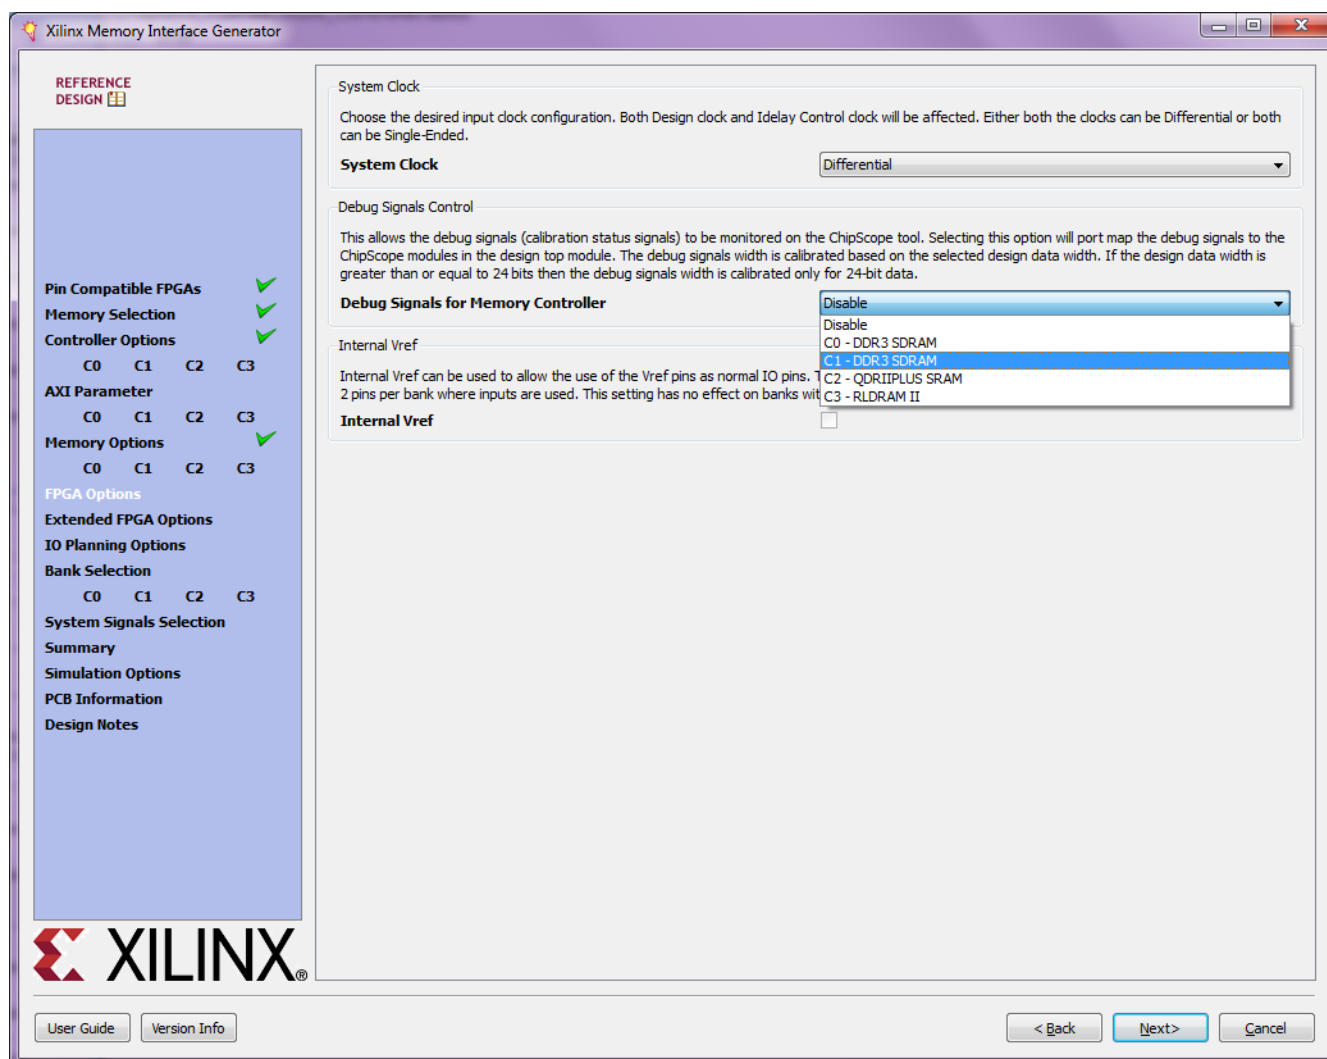 Xilinx Memory Interface Generator
REFERENCE
DESIGN
Pin Compatible FPGAs
Memory Selection
Controller Options
C0 C1 C2 C3
AXI Parameter
C0 C1 C2 C3
Memory Options
C0 C1 C2 C3
FPGA Options
Extended FPGA Options
IO Planning Options
Bank Selection
C0 C1 C2 C3
System Signals Selection
Summary
Simulation Options
PCB Information
Design Notes
XILINX®
System Clock
Choose the desired input clock configuration. Both Design clock and Idelay Control clock will be affected. Either both the clocks can be Differential or both
can be Single-Ended.
System Clock Differential
Debug Signals Control
This allows the debug signals (calibration status signals) to be monitored on the ChipScope tool. Selecting this option will port map the debug signals to the
ChipScope modules in the design top module. The debug signals width is calibrated based on the selected design data width. If the design data width is
greater than or equal to 24 bits then the debug signals width is calibrated only for 24-bit data.
Debug Signals for Memory Controller Disable
Disable
C0 - DDR3 SDRAM
C1 - DDR3 SDRAM
C2 - QDRIIPLUS SRAM
C3 - RLDRAM II
Internal Vref
Internal Vref can be used to allow the use of the Vref pins as normal IO pins.
2 pins per bank where inputs are used. This setting has no effect on banks
Internal Vref
User Guide Version Info < Back Next> Cancel